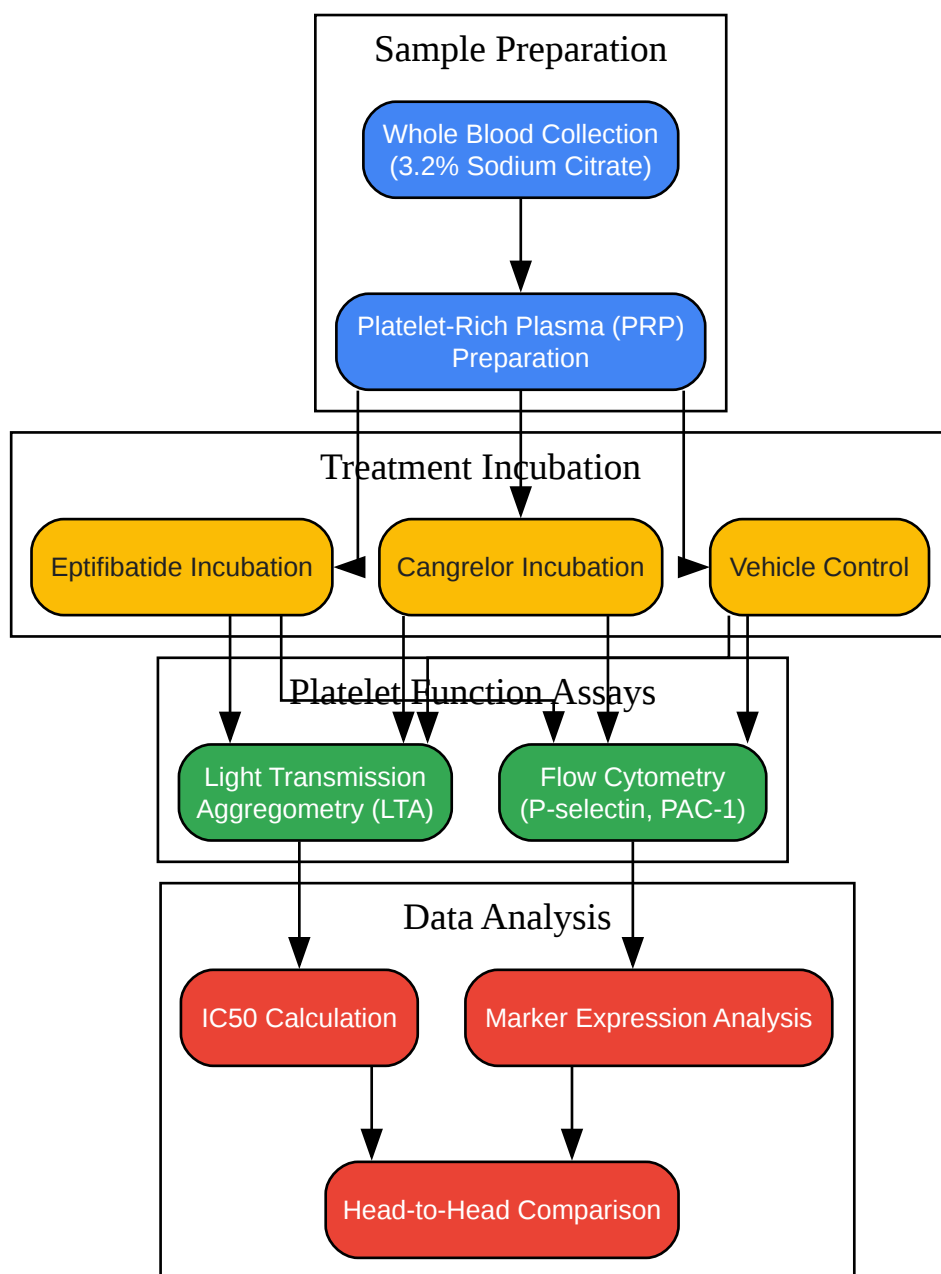 Sample Preparation
Whole Blood Collection
(3.2% Sodium Citrate)
Platelet-Rich Plasma (PRP)
Preparation
Treatment Incubation
Eptifibatide Incubation
Cangrelor Incubation
Vehicle Control
Platelet Function Assays
Light Transmission
Aggregometry (LTA)
Flow Cytometry
(P-selectin, PAC-1)
Data Analysis
IC50 Calculation
Marker Expression Analysis
Head-to-Head Comparison